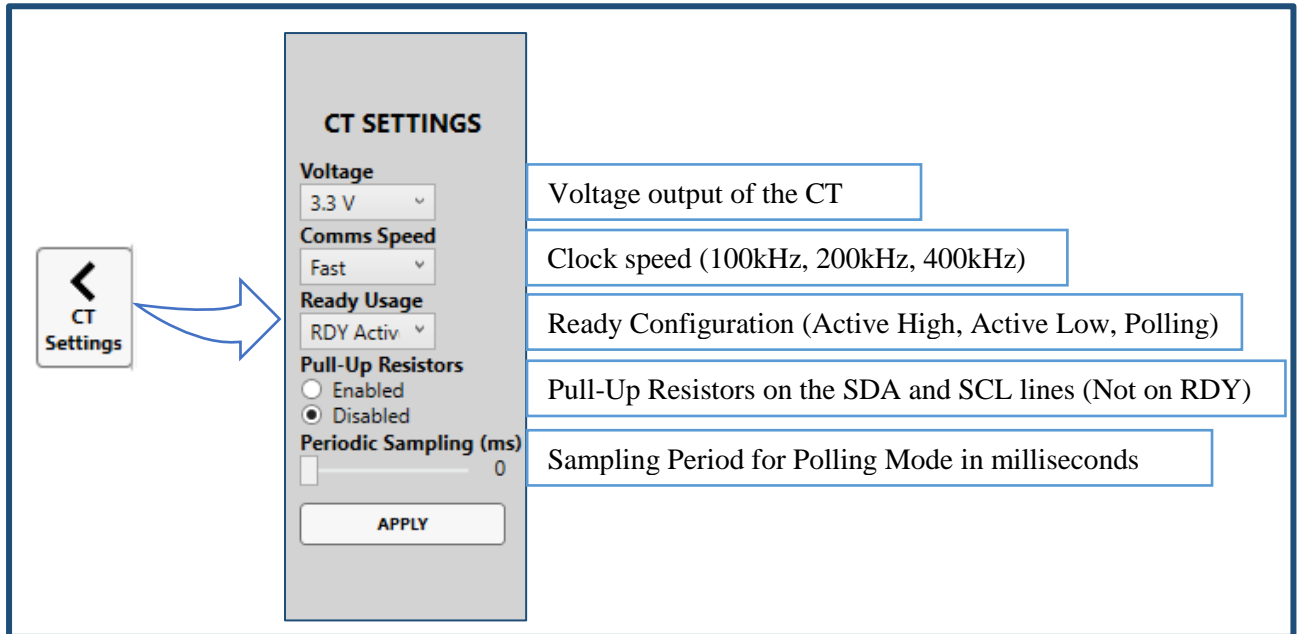 CT
Settings
CT SETTINGS
Voltage
3.3 V
Voltage output of the CT
Comms Speed
Fast
Clock speed (100kHz, 200kHz, 400kHz)
Ready Usage
RDY Activ
Ready Configuration (Active High, Active Low, Polling)
Pull-Up Resistors
Enabled
Disabled
Pull-Up Resistors on the SDA and SCL lines (Not on RDY)
Periodic Sampling (ms)
0
Sampling Period for Polling Mode in milliseconds
APPLY